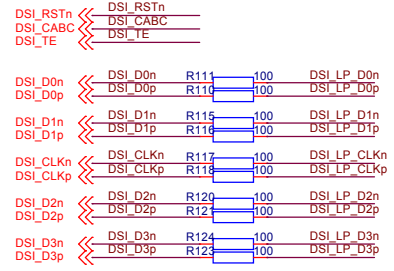 DSI_RSTn DSI_RSTn
DSI_CABC DSI_CABC
DSI_TE DSI_TE
DSI_D0n DSI_D0n R111 100 DSI_LP_D0n
DSI_D0p DSI_D0p R110 100 DSI_LP_D0p
DSI_D1n DSI_D1n R115 100 DSI_LP_D1n
DSI_D1p DSI_D1p R116 100 DSI_LP_D1p
DSI_CLKn DSI_CLKn R117 100 DSI_LP_CLKn
DSI_CLKp DSI_CLKp R118 100 DSI_LP_CLKp
DSI_D2n DSI_D2n R120 100 DSI_LP_D2n
DSI_D2p DSI_D2p R121 100 DSI_LP_D2p
DSI_D3n DSI_D3n R124 100 DSI_LP_D3n
DSI_D3p DSI_D3p R123 100 DSI_LP_D3p